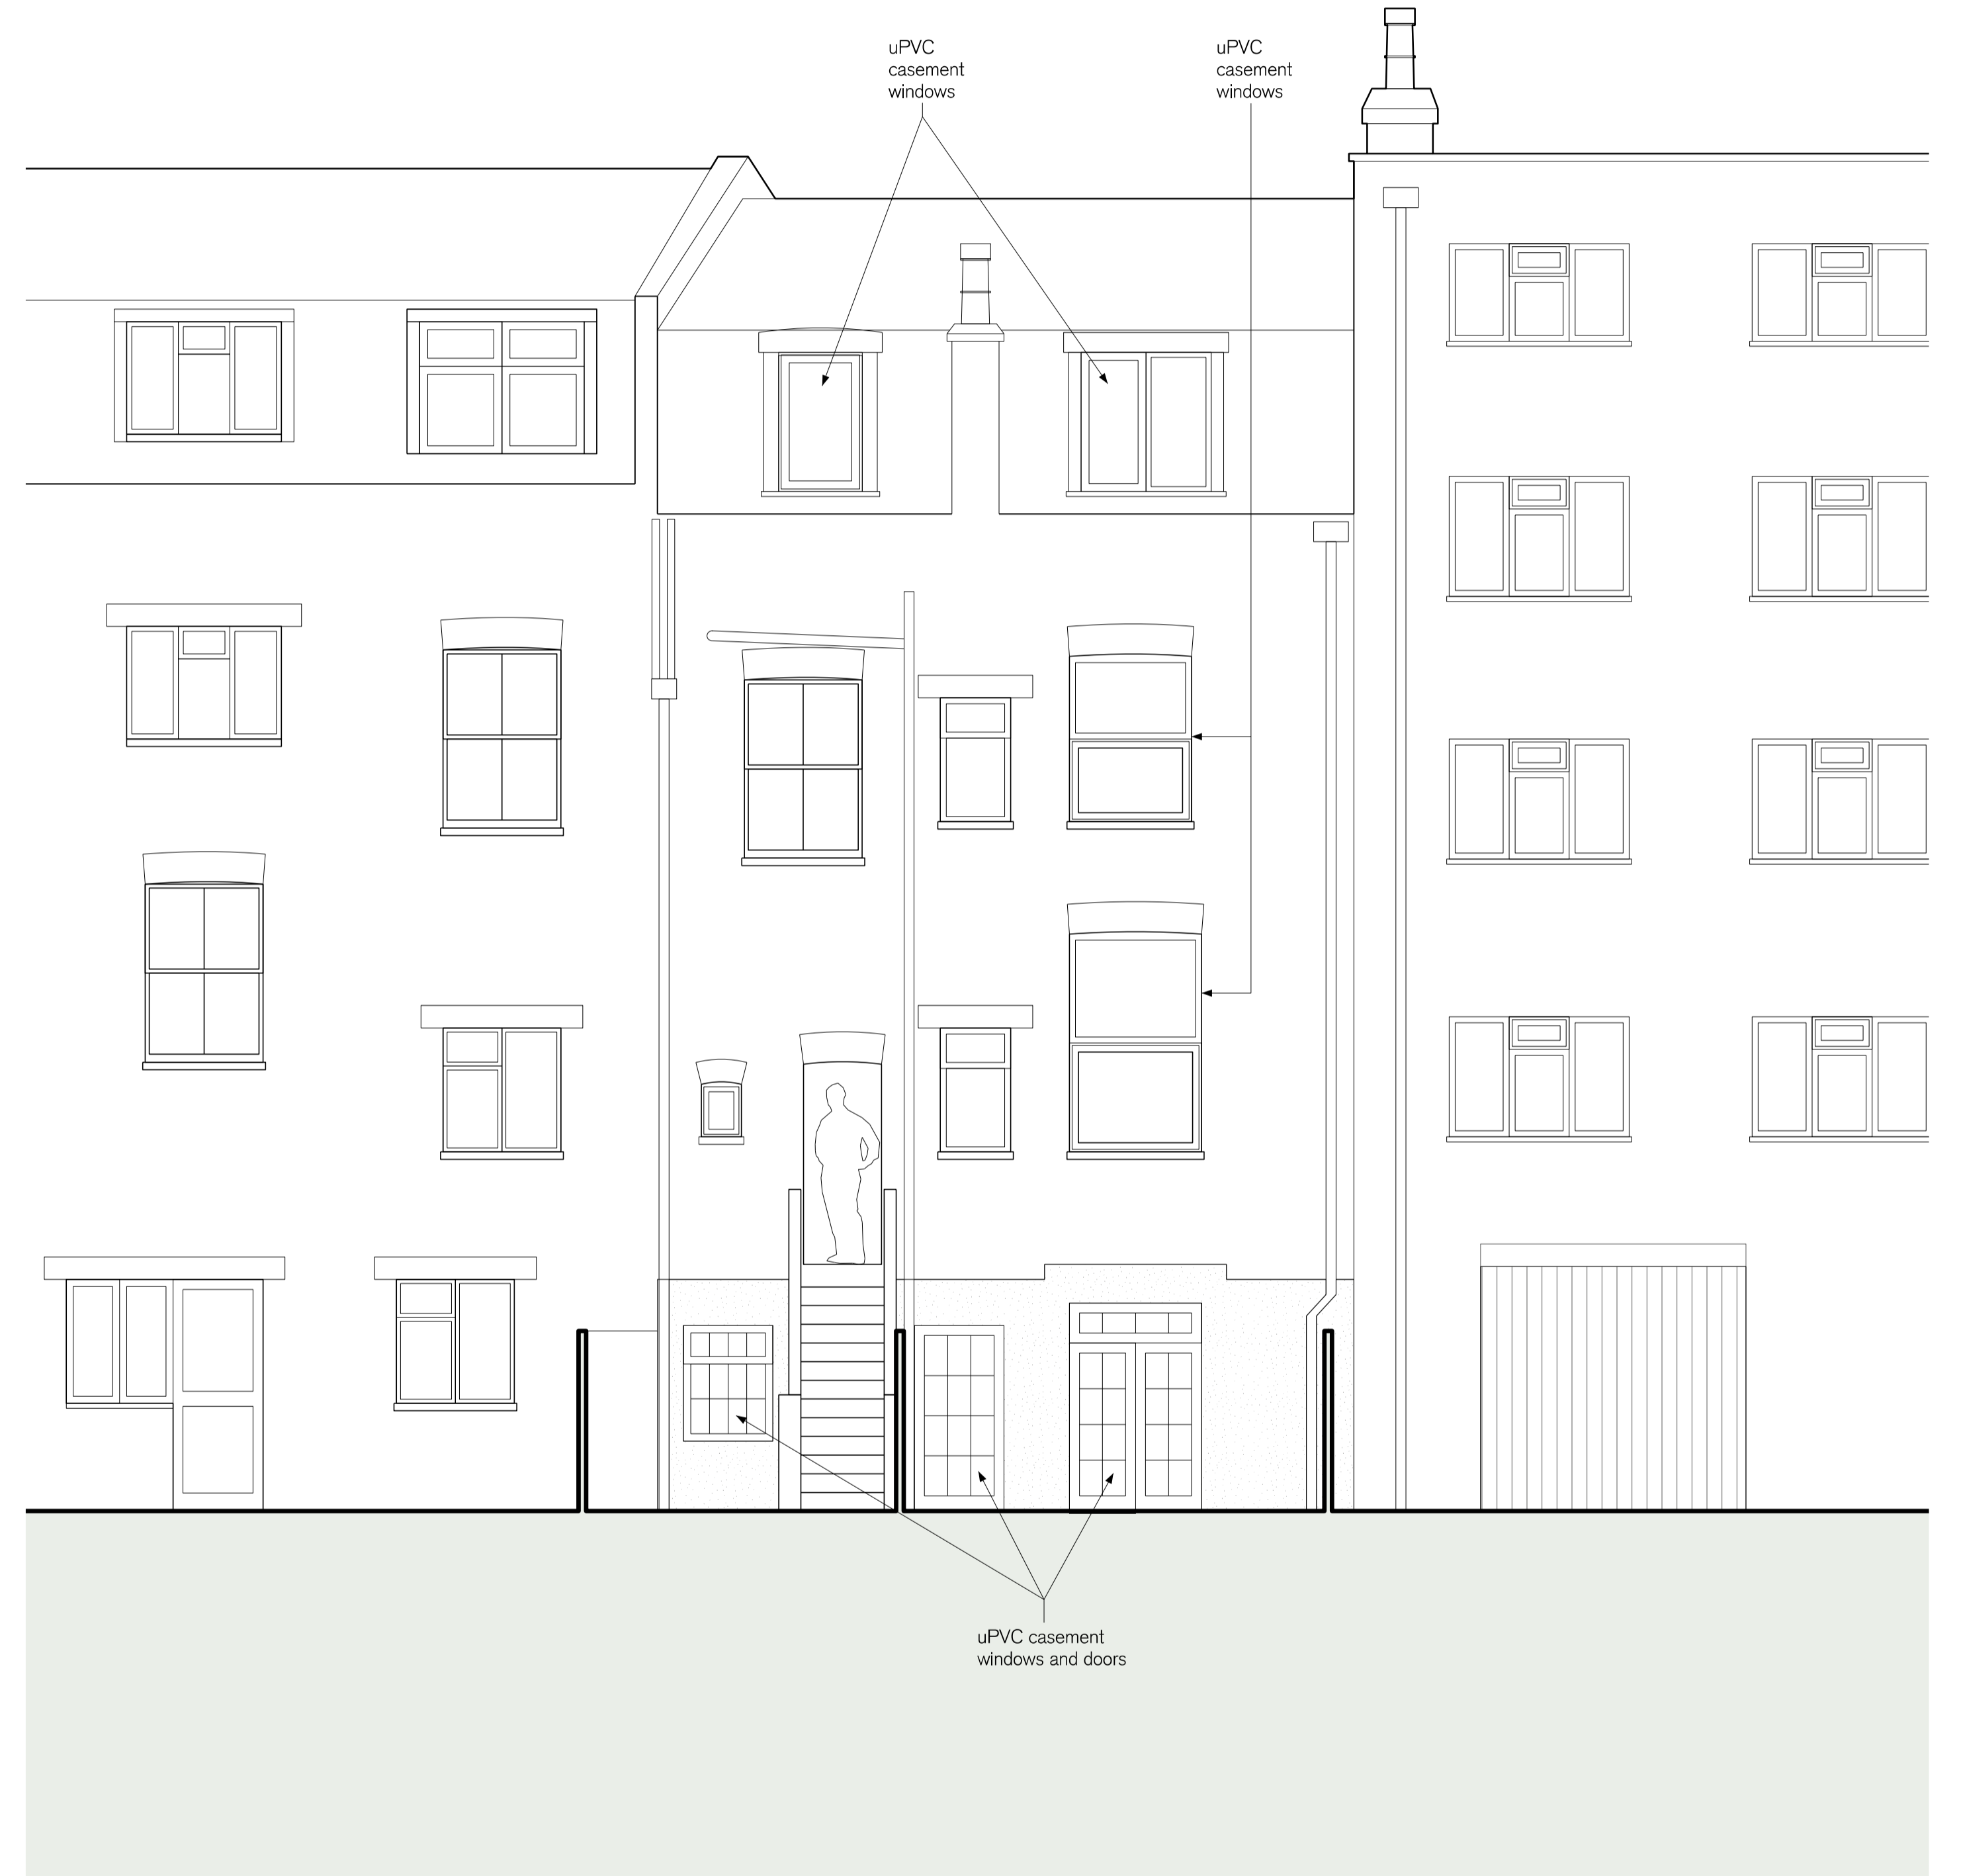 uPVC
casement
windows
uPVC
casement
windows
uPVC casement
windows and doors